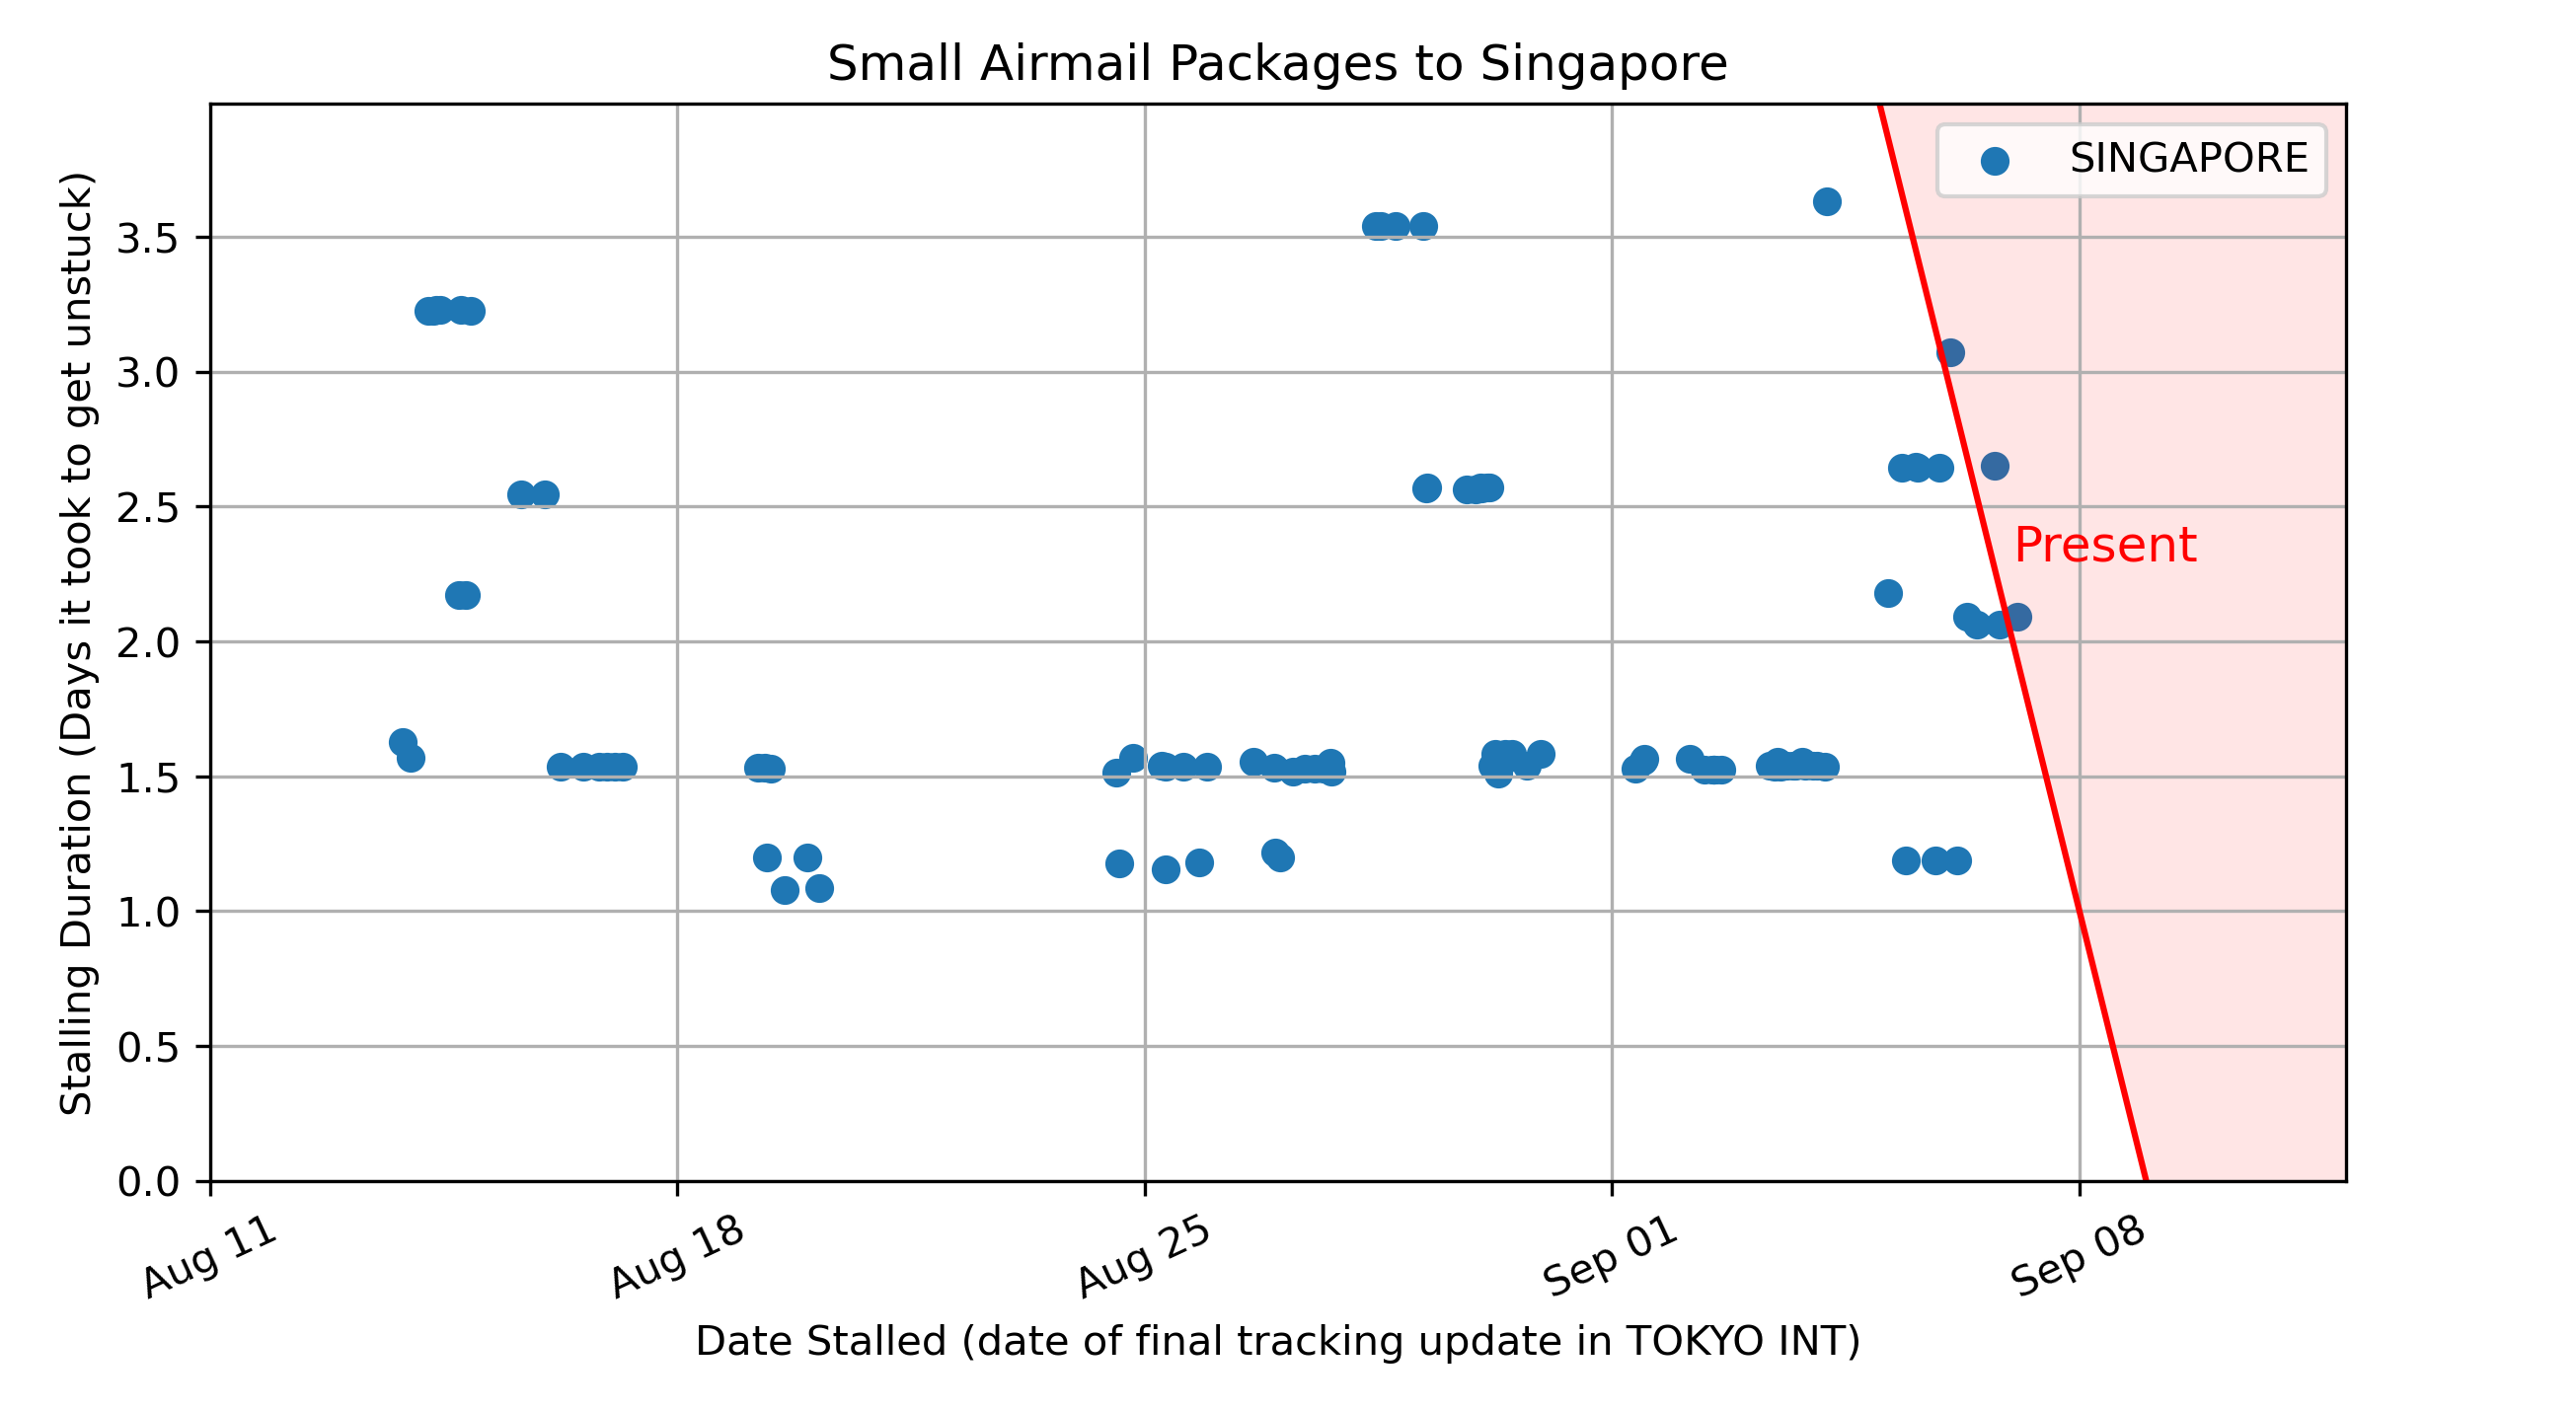 Small Airmail Packages to Singapore
SINGAPORE
Stalling Duration (Days it took to get unstuck)
3.5
3.0
2.5
2.0
1.5
1.0
0.5
0.0
Present
Aug 11
Aug 18
Aug 25
Sep 01
Sep 08
Date Stalled (date of final tracking update in TOKYO INT)